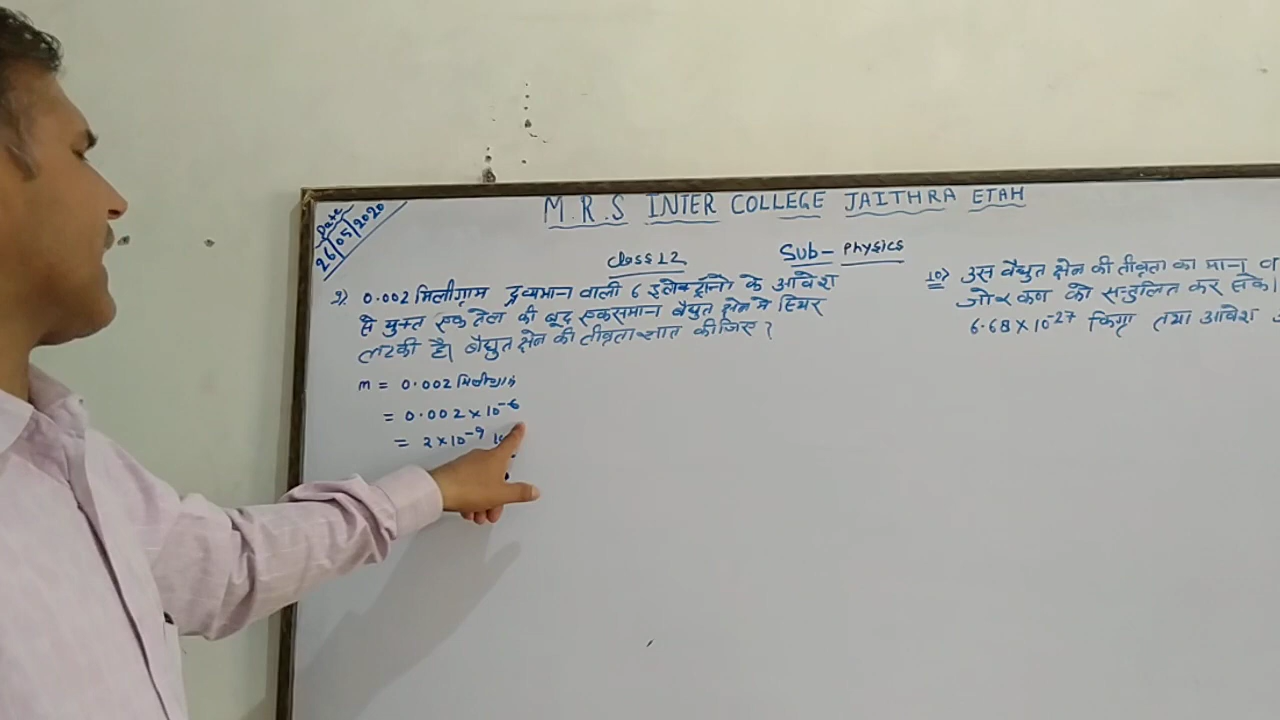 Date
26/05/2020
M.R.S INTER COLLEGE JAITHRA ETAH
Class 12 Sub- Physics
9) 0.002 मिलीग्राम द्रव्यमान वाली 6 इलेक्ट्रॉनो के आवेश
से युक्त एक तेल की बूद एकसमान वैद्युत क्षेत्र मे स्थिर
लटकी है। वैद्युत क्षेत्र की तीव्रता ज्ञात कीजिए ?
m = 0.002 मिलीग्राम
= 0.002 × 10⁻⁶
= 2 × 10⁻⁹
10) उस वैद्युत क्षेत्र की तीव्रता का मान
जो α कण को सन्तुलित कर सके।
6.68 × 10⁻²⁷ किग्रा तथा आवेश